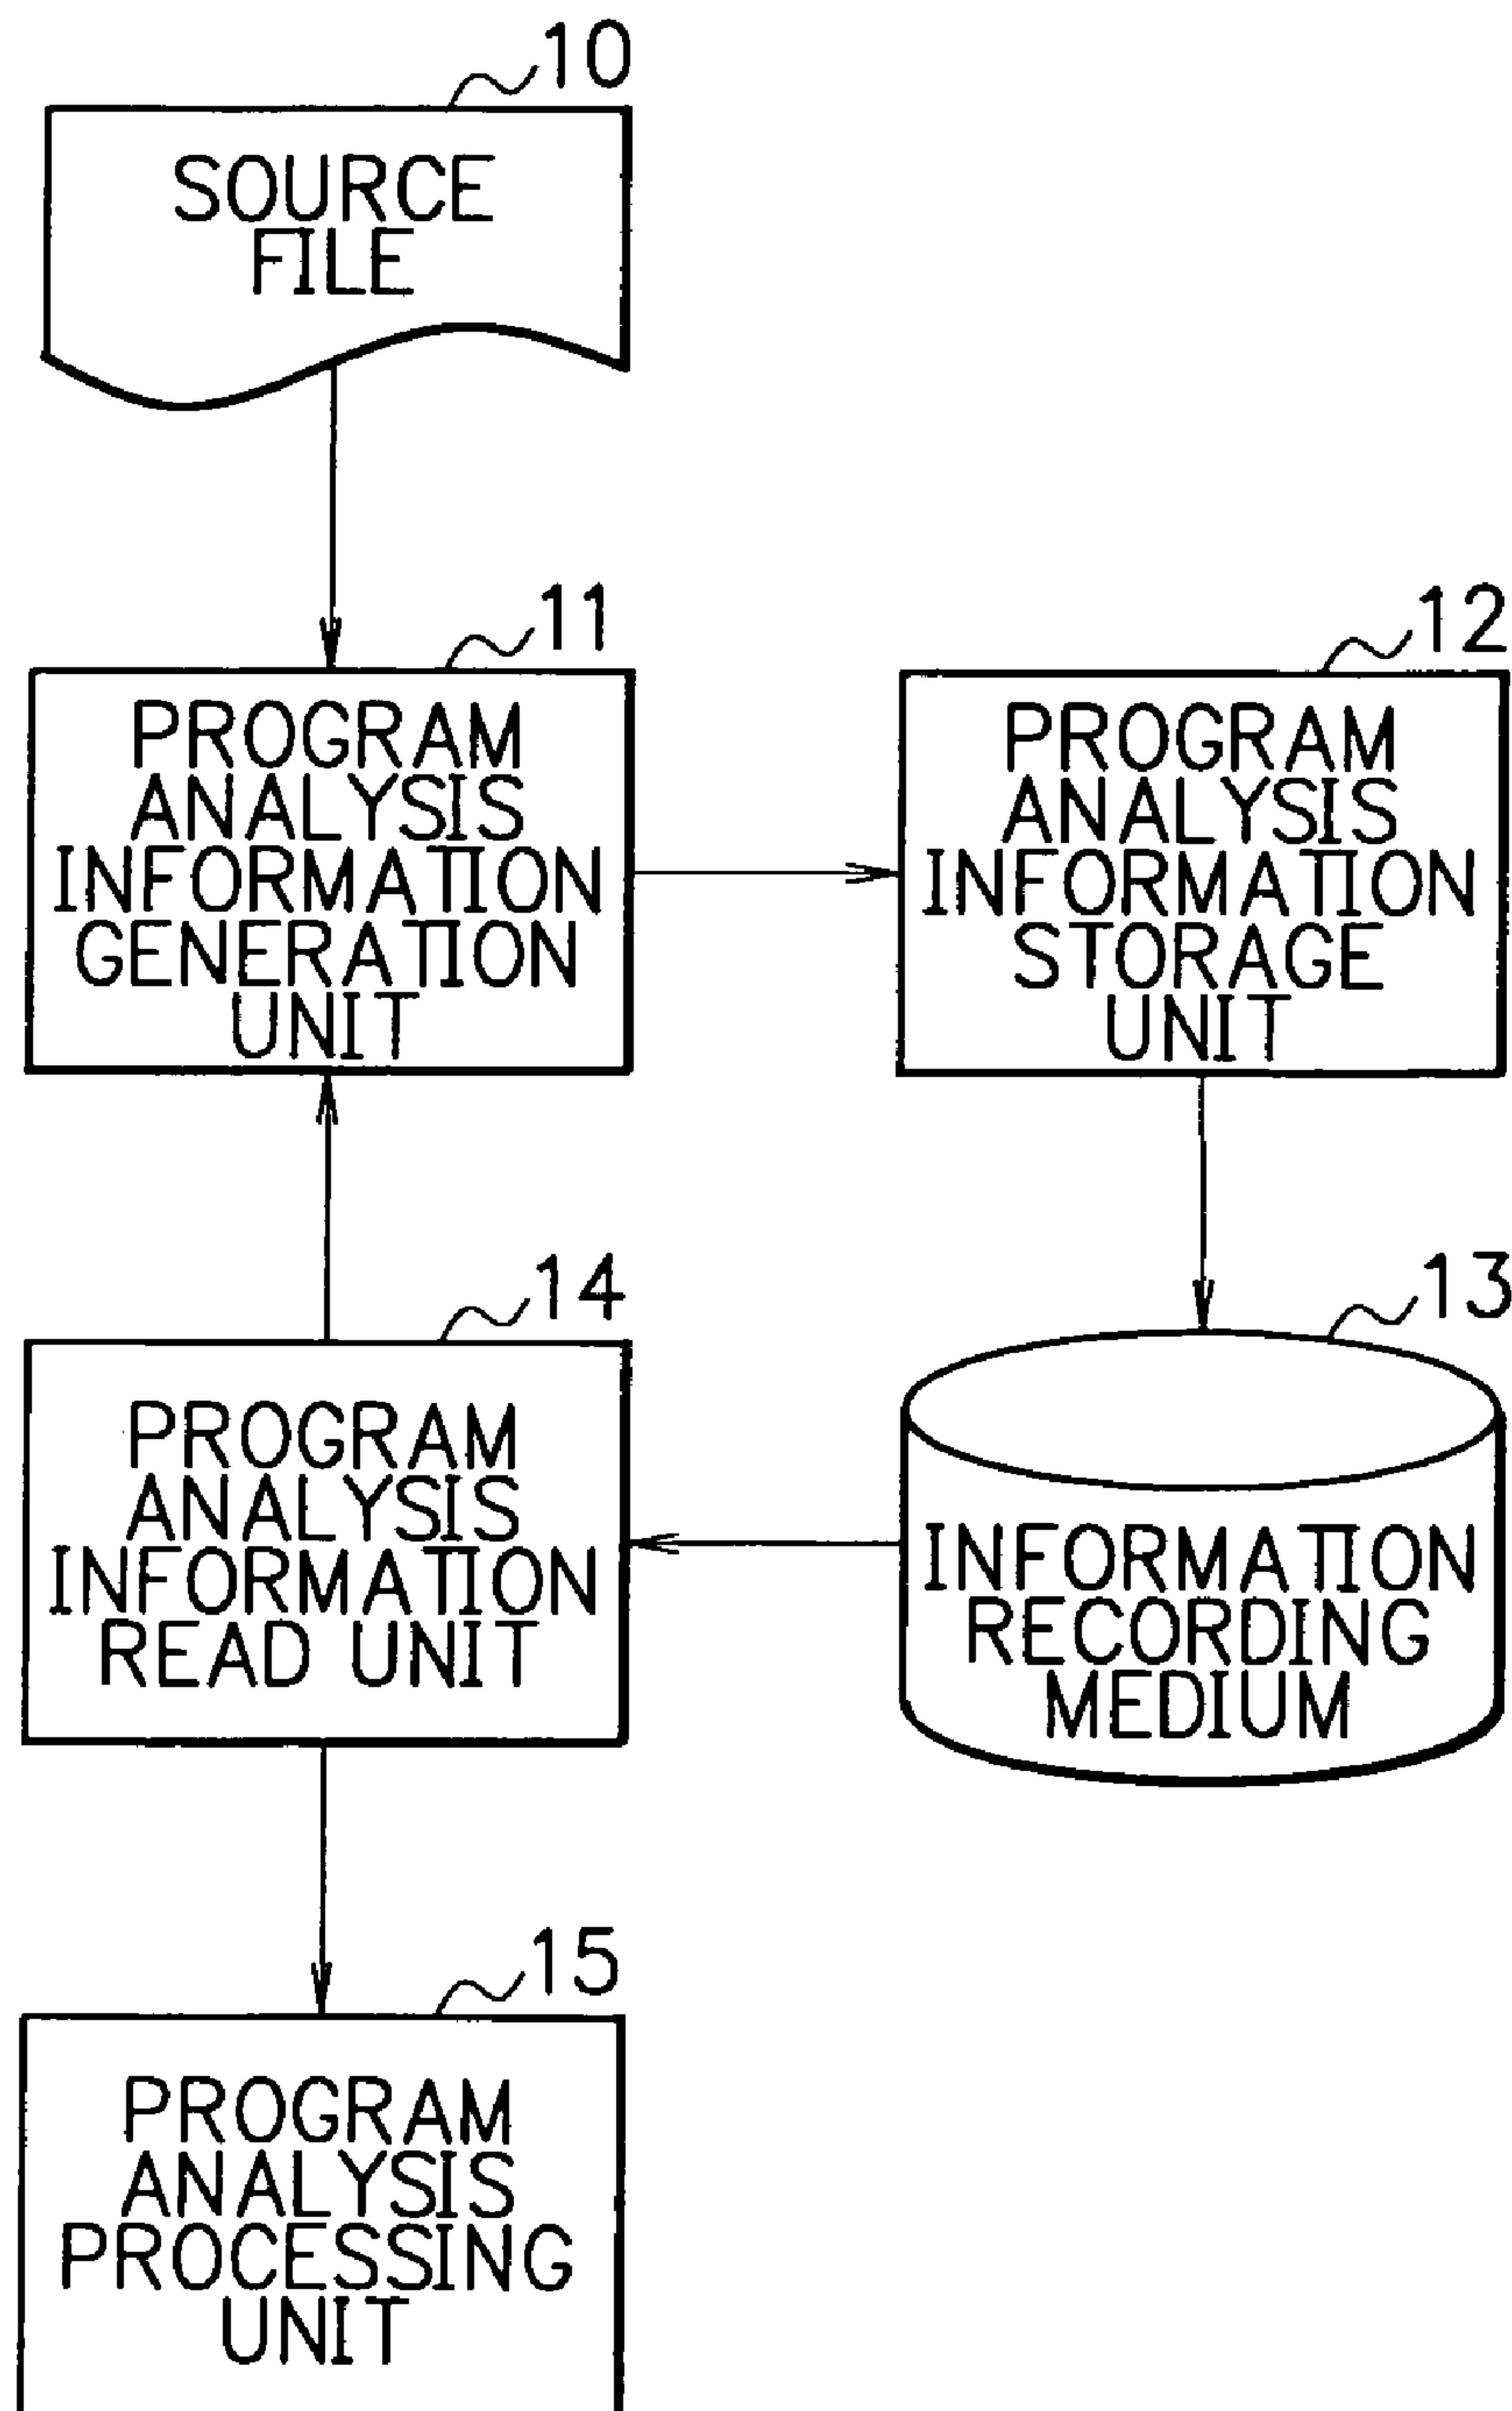 10
SOURCE
FILE
11
PROGRAM
ANALYSIS
INFORMATION
GENERATION
UNIT
12
PROGRAM
ANALYSIS
INFORMATION
STORAGE
UNIT
14
PROGRAM
ANALYSIS
INFORMATION
READ UNIT
13
INFORMATION
RECORDING
MEDIUM
15
PROGRAM
ANALYSIS
PROCESSING
UNIT